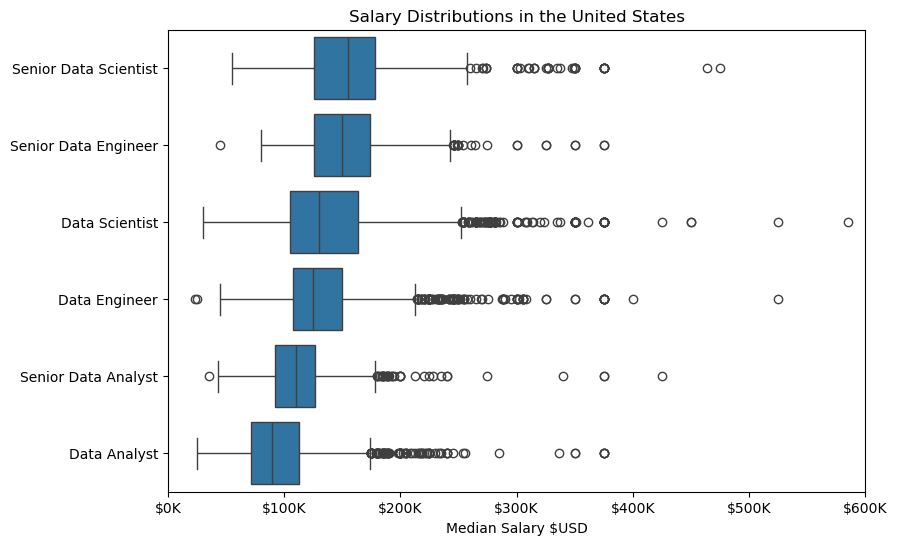 Salary Distributions in the United States
Senior Data Scientist
Senior Data Engineer
Data Scientist
Data Engineer
Senior Data Analyst
Data Analyst
$0K $100K $200K $300K $400K $500K $600K
Median Salary $USD